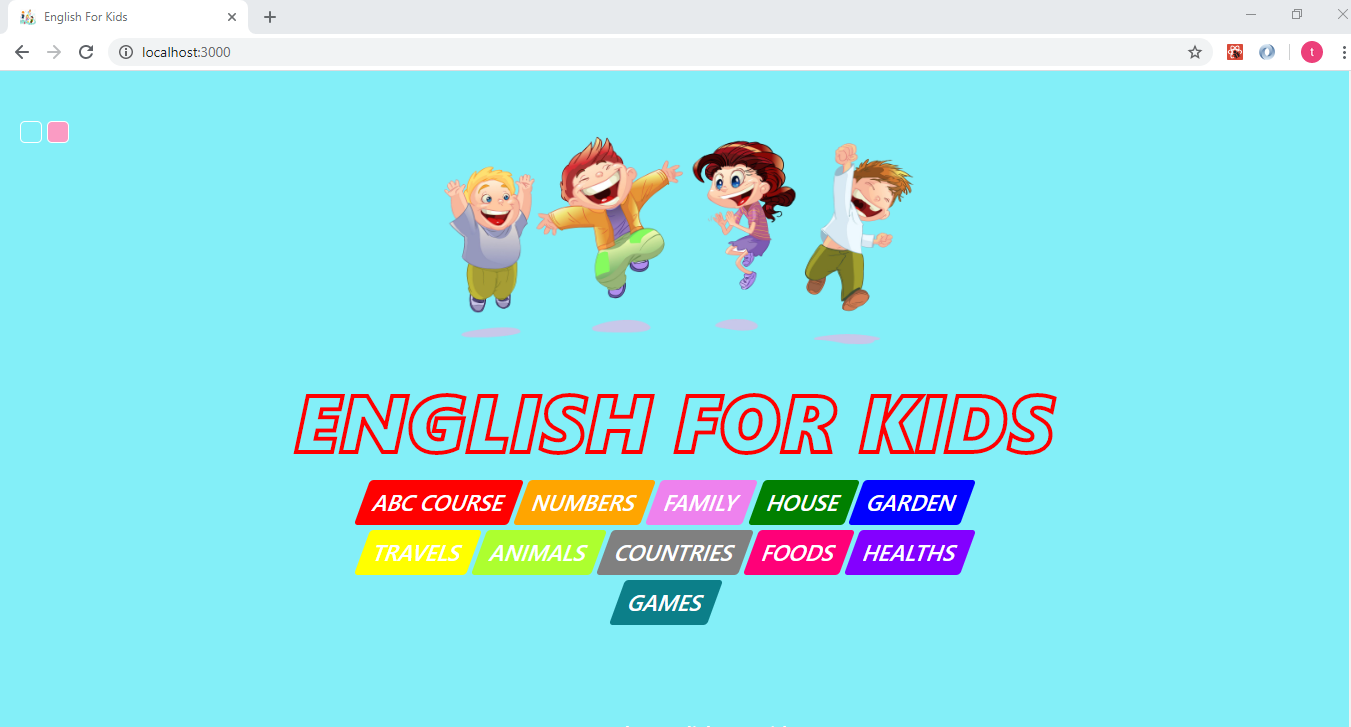 English For Kids
localhost:3000
t
ENGLISH FOR KIDS
ABC COURSE NUMBERS FAMILY HOUSE GARDEN
TRAVELS ANIMALS COUNTRIES FOODS HEALTHS
GAMES